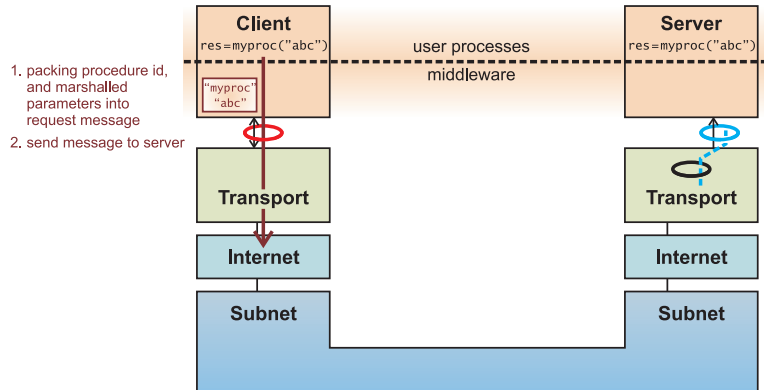 Client
res=myproc("abc")
user processes
Server
res=myproc("abc")
middleware
1. packing procedure id,
and marshalled
parameters into
request message
2. send message to server
"myproc"
"abc"
Transport
Transport
Internet
Internet
Subnet
Subnet